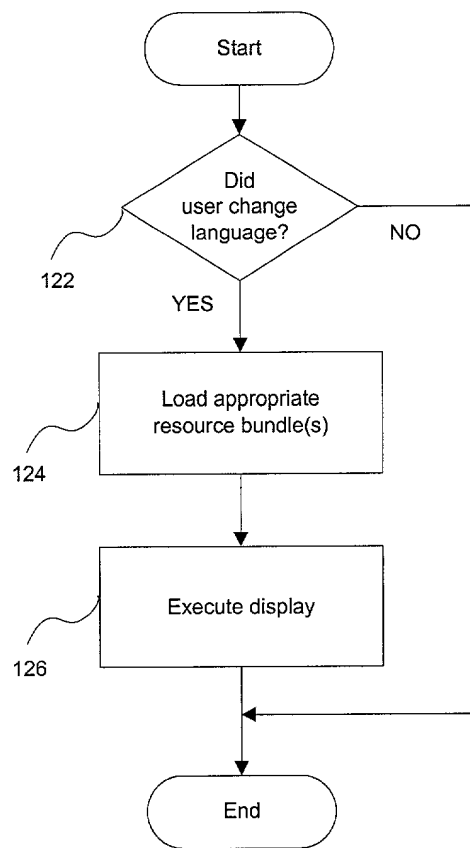 Start
Did
user change
language?
NO
122
YES
Load appropriate
resource bundle(s)
124
Execute display
126
End